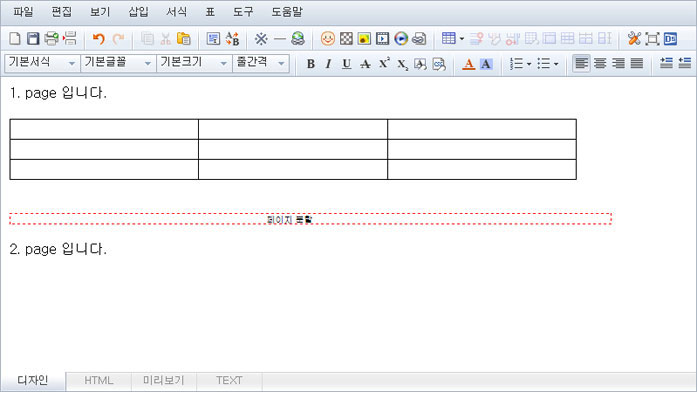 파일 편집 보기 삽입 서식 표 도구 도움말
기본서식 기본글꼴 기본크기 줄간격 B I U A X² X₂ A A
1. page 입니다.
페이지 분할
2. page 입니다.
디자인 HTML 미리보기 TEXT